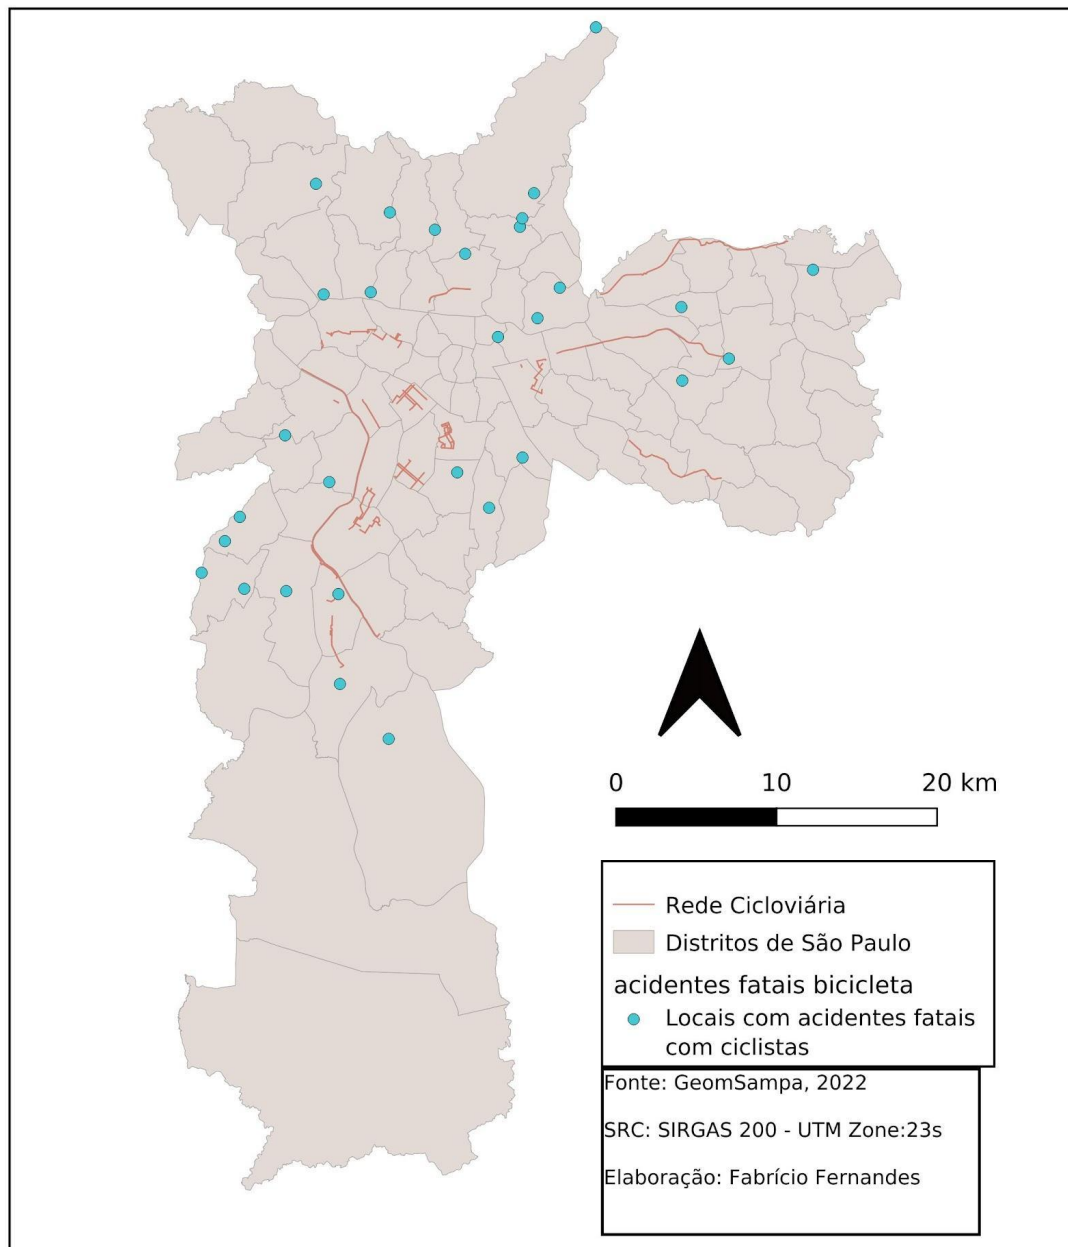 0 10 20 km
Rede Cicloviária
Distritos de São Paulo
acidentes fatais bicicleta
Locais com acidentes fatais
com ciclistas
Fonte: GeomSampa, 2022
SRC: SIRGAS 200 - UTM Zone:23s
Elaboração: Fabrício Fernandes